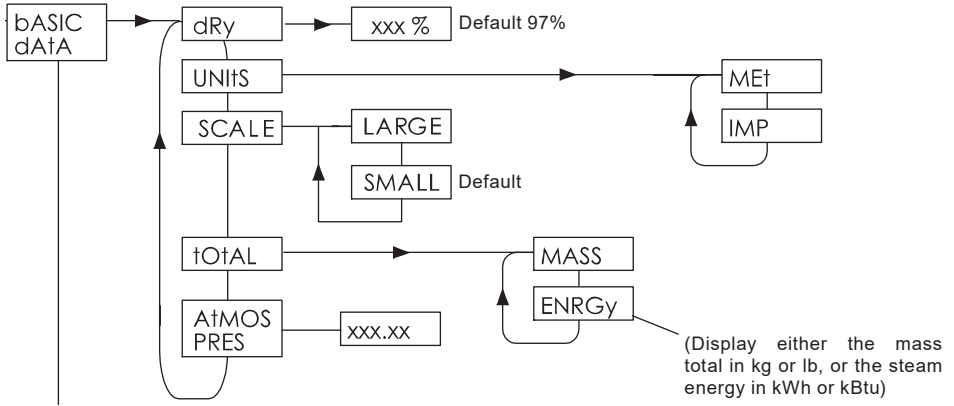 bASIC
dAtA
dRy
xxx %
Default 97%
UNItS
MEt
IMP
SCALE
LARGE
SMALL
Default
tOtAL
MASS
ENRGy
AtMOS
PRES
xxx.xx
(Display either the mass
total in kg or lb, or the steam
energy in kWh or kBtu)